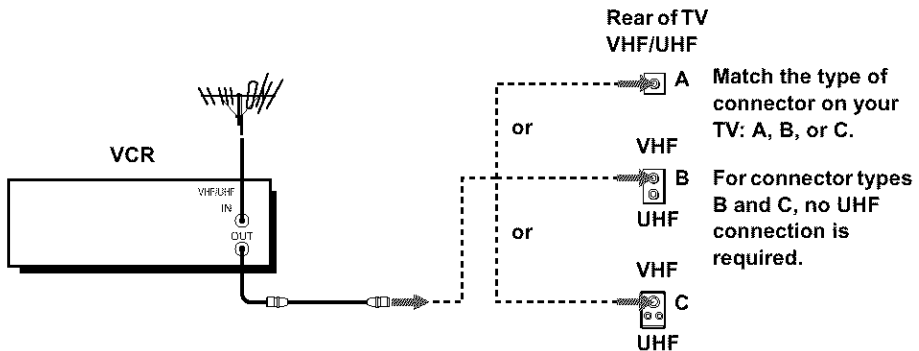 Rear of TV
VHF/UHF
A
Match the type of
connector on your
TV: A, B, or C.
or
VHF
VCR
VHF/UHF
IN
OUT
B
UHF
For connector types
B and C, no UHF
connection is
required.
or
VHF
C
UHF